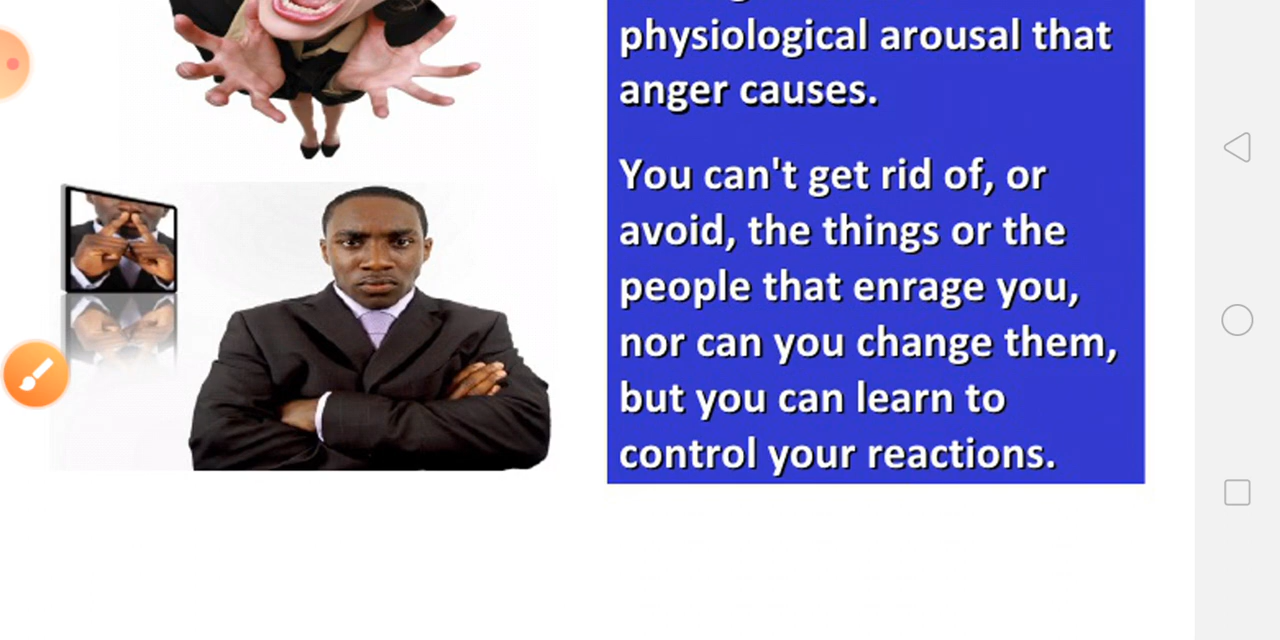 physiological arousal that
anger causes.
You can't get rid of, or
avoid, the things or the
people that enrage you,
nor can you change them,
but you can learn to
control your reactions.